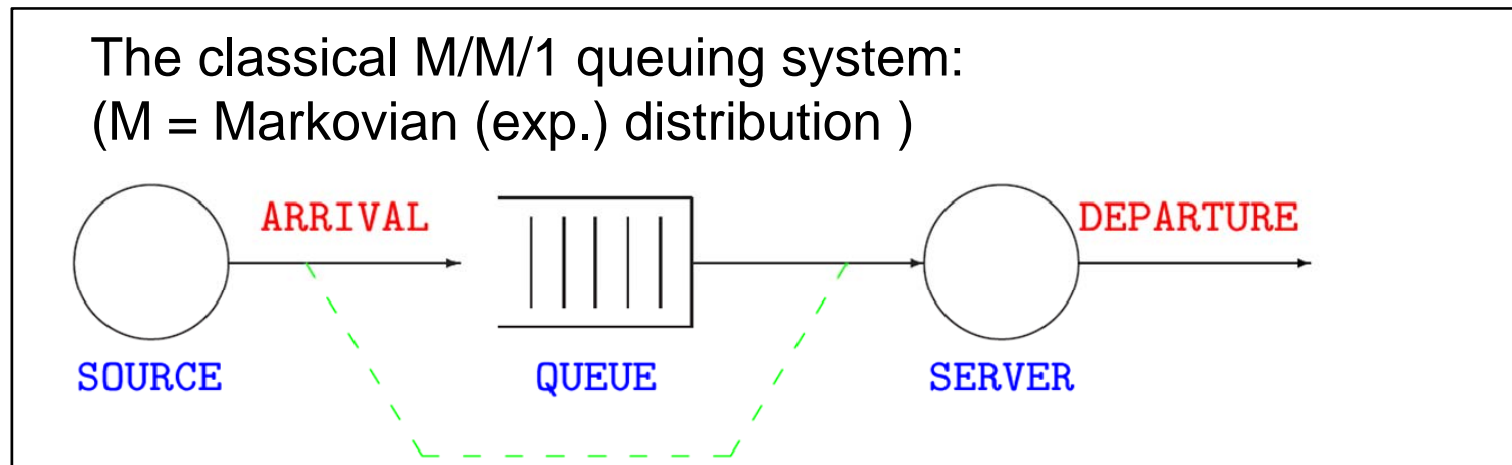 The classical M/M/1 queuing system:
(M = Markovian (exp.) distribution )
ARRIVAL
DEPARTURE
SOURCE
QUEUE
SERVER